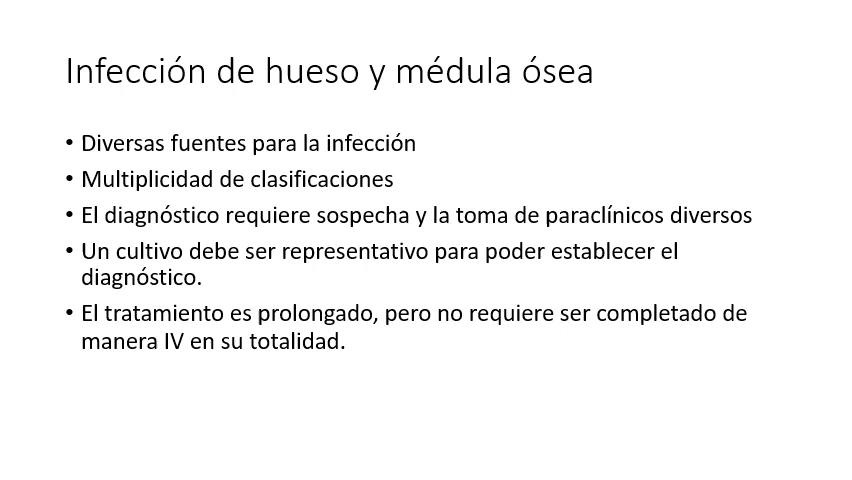 Infección de hueso y médula ósea
• Diversas fuentes para la infección
• Multiplicidad de clasificaciones
• El diagnóstico requiere sospecha y la toma de paraclínicos diversos
• Un cultivo debe ser representativo para poder establecer el
diagnóstico.
• El tratamiento es prolongado, pero no requiere ser completado de
manera IV en su totalidad.